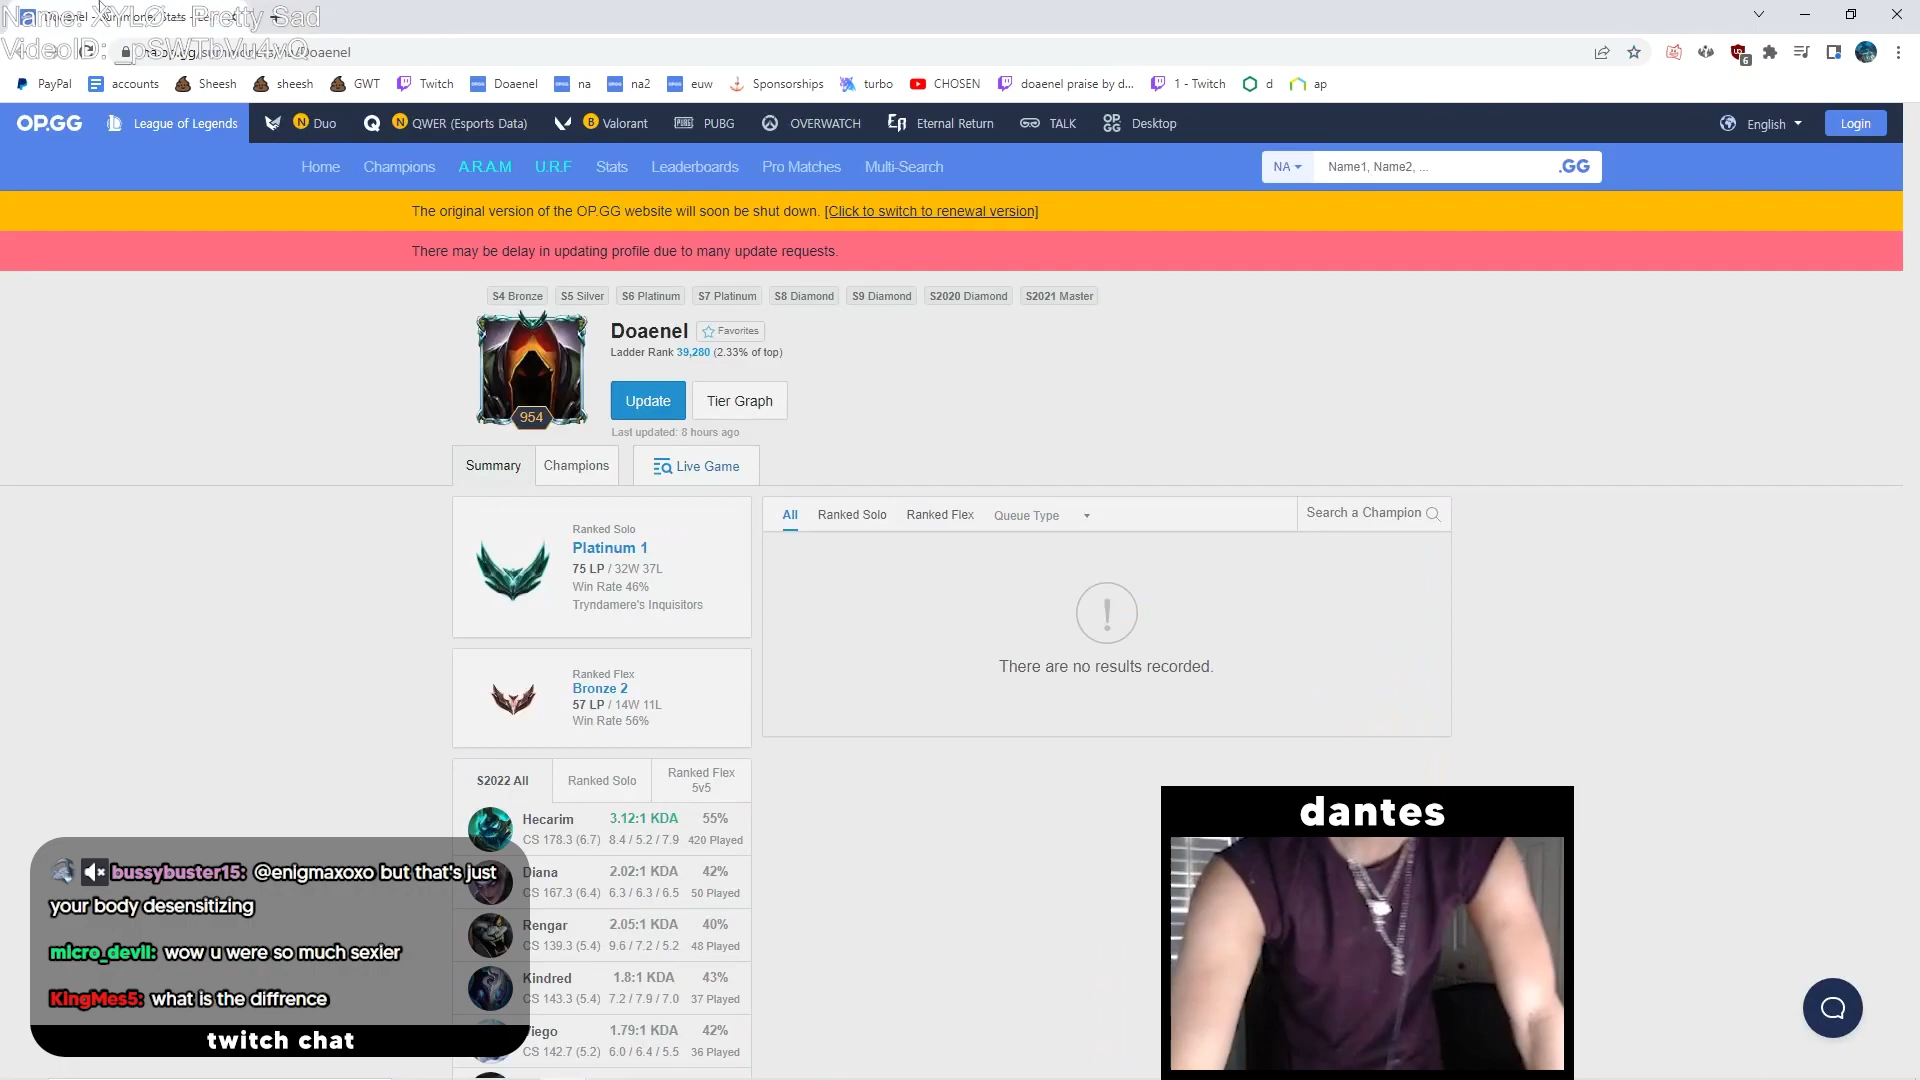 Name: XYLØ - Pretty Sad
VideoID: _pSWTbVu4vQ
Doaenel
PayPal accounts Sheesh sheesh GWT Twitch Doaenel na na2 euw Sponsorships turbo CHOSEN doaenel praise by d... 1 - Twitch d ap
OP.GG League of Legends N Duo N QWER (Esports Data) B Valorant PUBG OVERWATCH Eternal Return TALK OP GG Desktop English Login
Home Champions A.R.A.M U.R.F Stats Leaderboards Pro Matches Multi-Search NA Name1, Name2, ... .GG
The original version of the OP.GG website will soon be shut down. [Click to switch to renewal version]
There may be delay in updating profile due to many update requests.
S4 Bronze S5 Silver S6 Platinum S7 Platinum S8 Diamond S9 Diamond S2020 Diamond S2021 Master
Doaenel Favorites
Ladder Rank 39,280 (2.33% of top)
954
Update Tier Graph
Last updated: 8 hours ago
Summary Champions Live Game
Ranked Solo
Platinum 1
75 LP / 32W 37L
Win Rate 46%
Tryndamere's Inquisitors
Ranked Flex
Bronze 2
57 LP / 14W 11L
Win Rate 56%
All Ranked Solo Ranked Flex Queue Type Search a Champion
There are no results recorded.
S2022 All Ranked Solo Ranked Flex 5v5
Hecarim 3.12:1 KDA 55%
CS 178.3 (6.7) 8.4 / 5.2 / 7.9 420 Played
Diana 2.02:1 KDA 42%
CS 167.3 (6.4) 6.3 / 6.3 / 6.5 50 Played
Rengar 2.05:1 KDA 40%
CS 139.3 (5.4) 9.6 / 7.2 / 5.2 48 Played
Kindred 1.8:1 KDA 43%
CS 143.3 (5.4) 7.2 / 7.9 / 7.0 37 Played
Viego 1.79:1 KDA 42%
CS 142.7 (5.2) 6.0 / 6.4 / 5.5 36 Played
bussybuster15: @enigmaxoxo but that's just
your body desensitizing
micro_devil: wow u were so much sexier
KingMes5: what is the diffrence
twitch chat
dantes